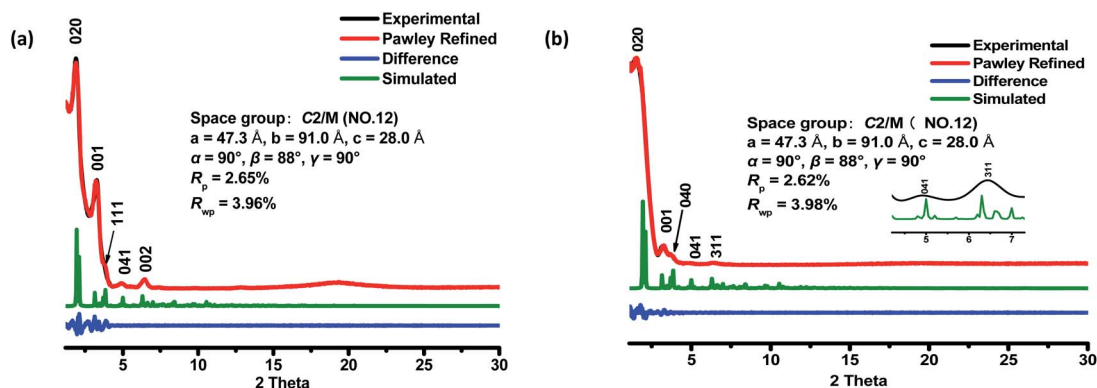 (a)
020
001
111
041
002
Experimental
Pawley Refined
Difference
Simulated
Space group: C2/M (NO.12)
a = 47.3 Å, b = 91.0 Å, c = 28.0 Å
α = 90°, β = 88°, γ = 90°
Rp = 2.65%
Rwp = 3.96%
5 10 15 20 25 30
2 Theta
(b)
020
001
040
041
311
Experimental
Pawley Refined
Difference
Simulated
Space group: C2/M ( NO.12)
a = 47.3 Å, b = 91.0 Å, c = 28.0 Å
α = 90°, β = 88°, γ = 90°
Rp = 2.62%
Rwp = 3.98%
041
311
5 6 7
5 10 15 20 25 30
2 Theta